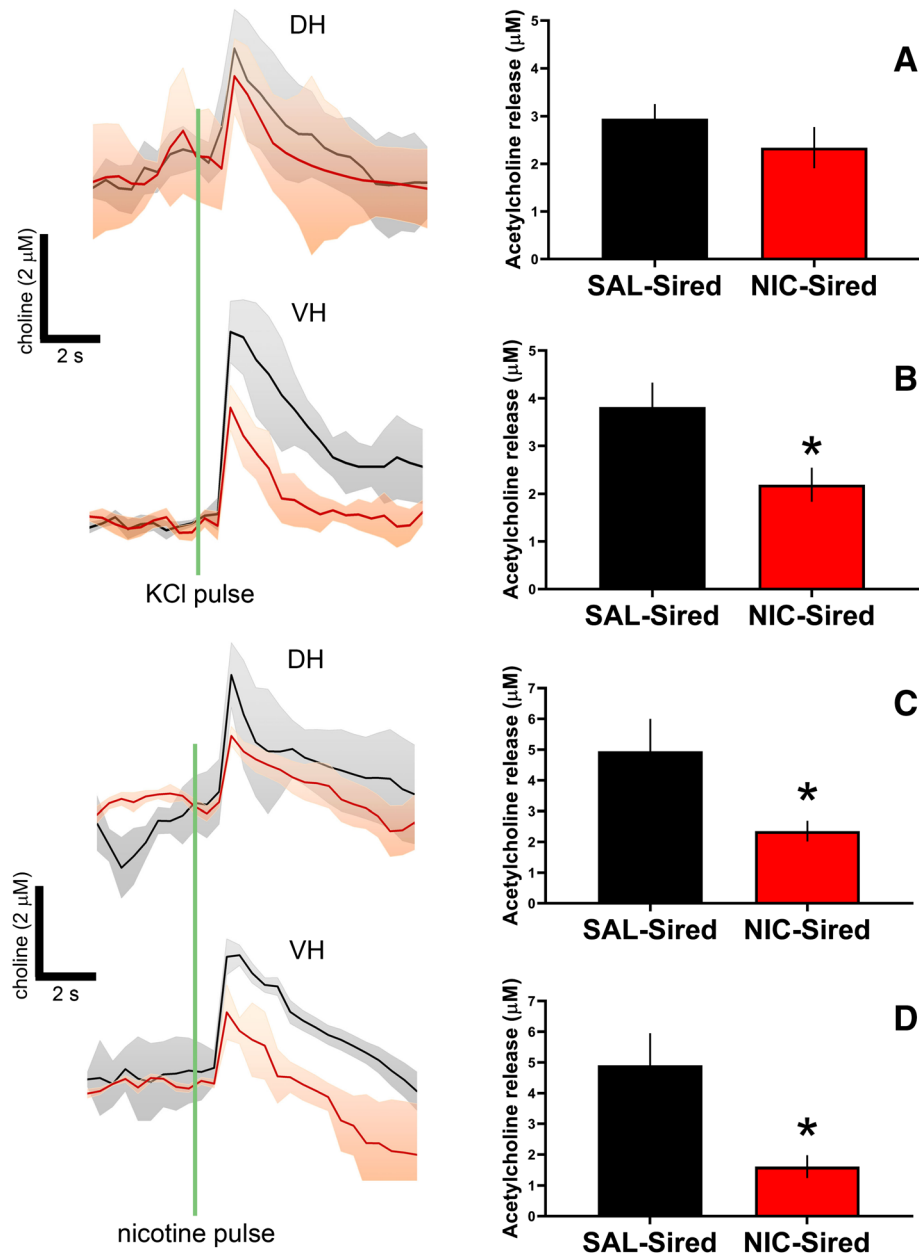 DH
choline (2 μM)
2 s
VH
KCl pulse
A
Acetylcholine release (μM)
5
4
3
2
1
0
SAL-Sired NIC-Sired
B
Acetylcholine release (μM)
5
4
3
2
1
0
*
SAL-Sired NIC-Sired
DH
choline (2 μM)
2 s
VH
nicotine pulse
C
Acetylcholine release (μM)
7
6
5
4
3
2
1
0
*
SAL-Sired NIC-Sired
D
Acetylcholine release (μM)
7
6
5
4
3
2
1
0
*
SAL-Sired NIC-Sired